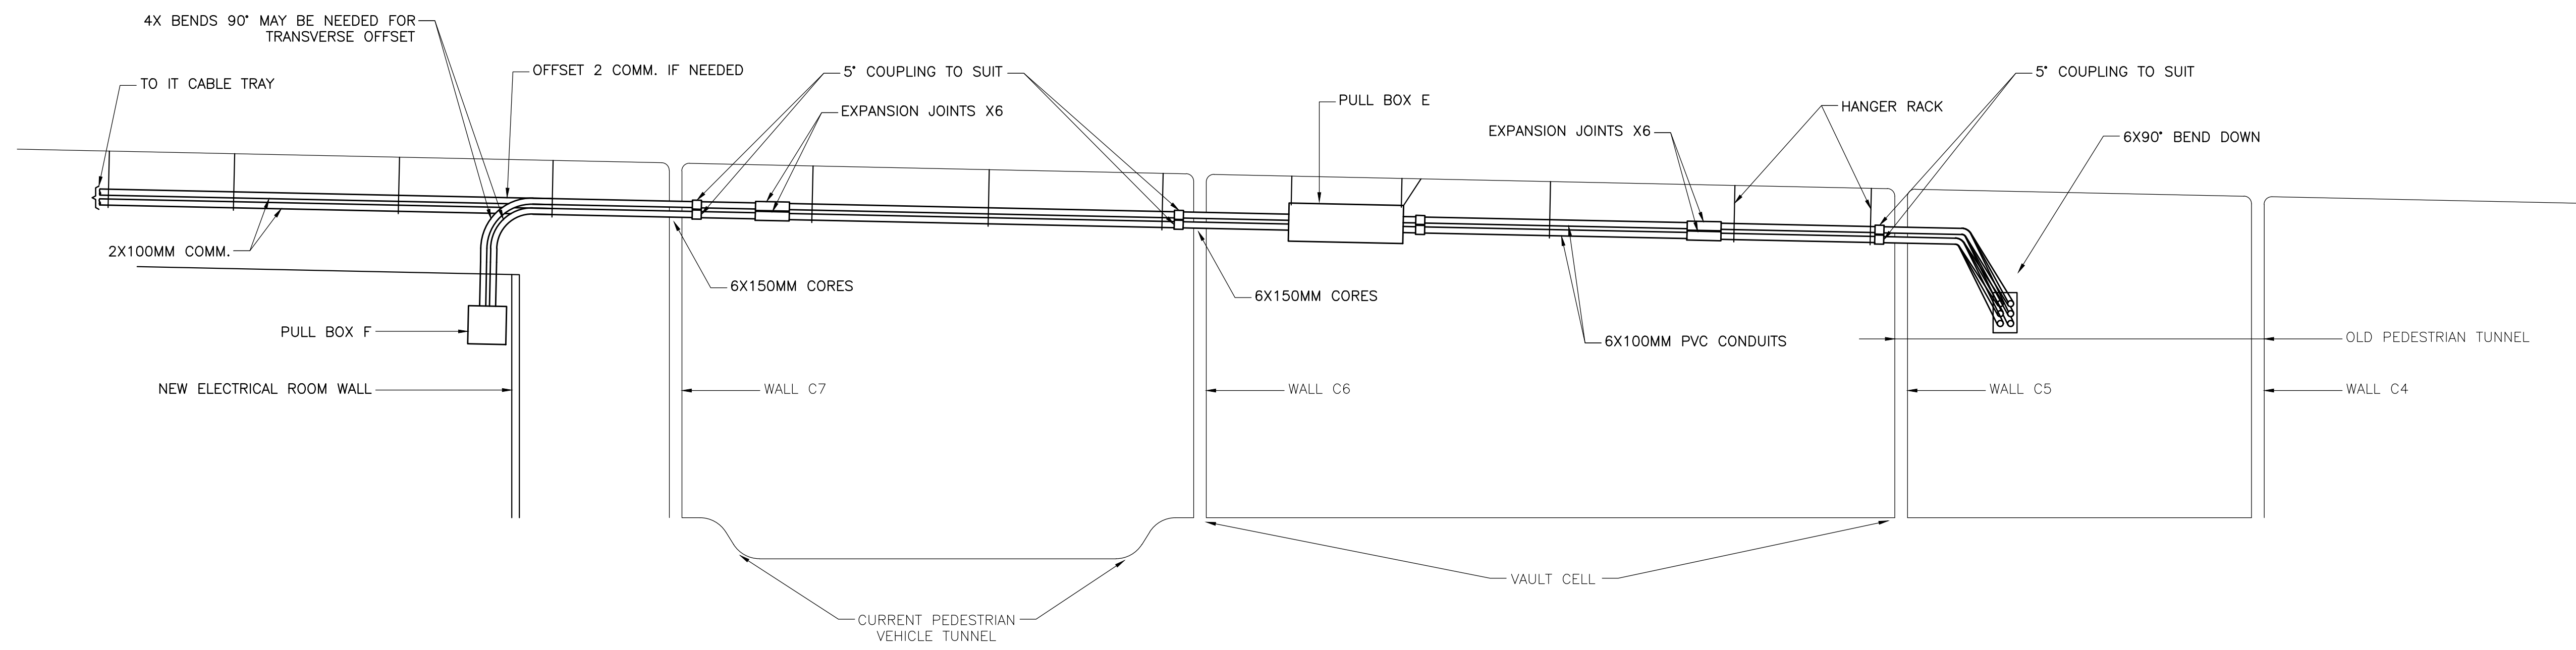 4X BENDS 90° MAY BE NEEDED FOR
TRANSVERSE OFFSET
TO IT CABLE TRAY
OFFSET 2 COMM. IF NEEDED
5° COUPLING TO SUIT
EXPANSION JOINTS X6
PULL BOX E
EXPANSION JOINTS X6
HANGER RACK
5° COUPLING TO SUIT
6X90° BEND DOWN
2X100MM COMM.
6X150MM CORES
6X150MM CORES
PULL BOX F
6X100MM PVC CONDUITS
OLD PEDESTRIAN TUNNEL
NEW ELECTRICAL ROOM WALL
WALL C7
WALL C6
WALL C5
WALL C4
VAULT CELL
CURRENT PEDESTRIAN
VEHICLE TUNNEL